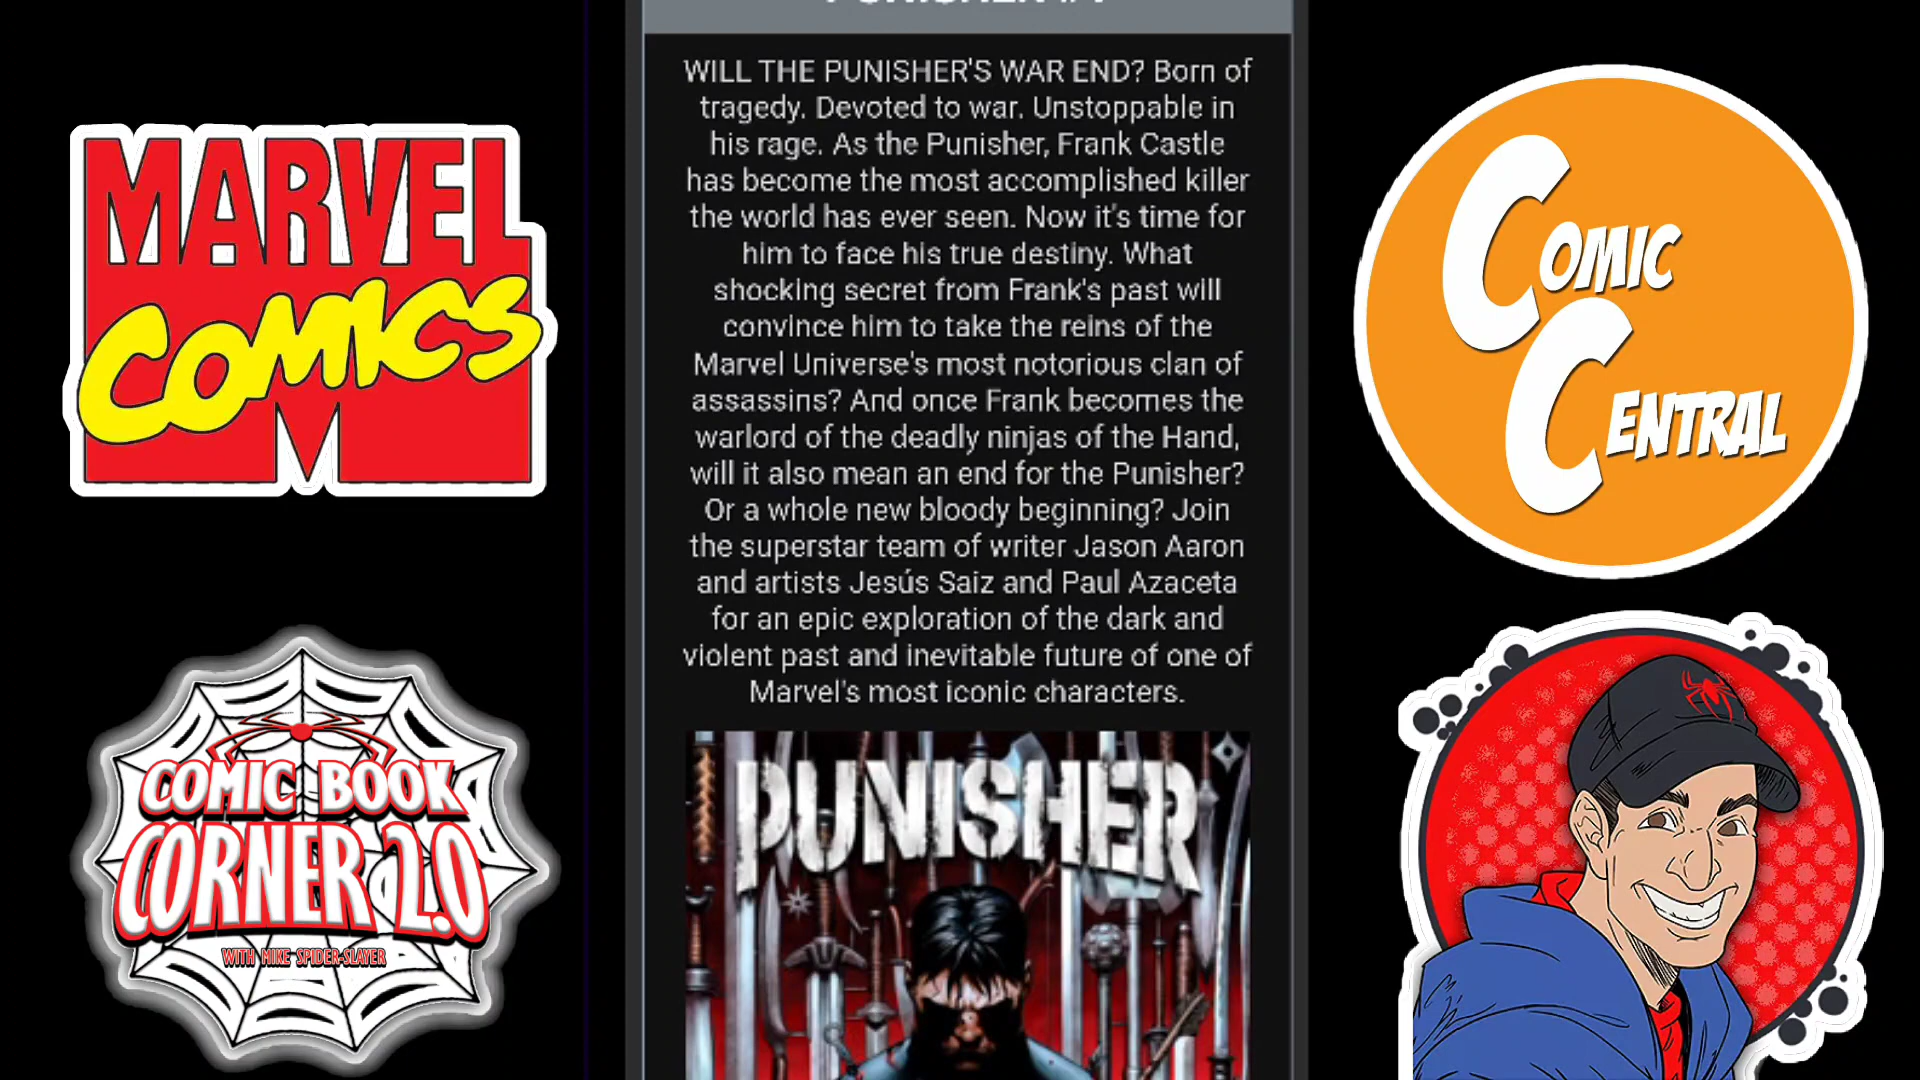 WILL THE PUNISHER'S WAR END? Born of
tragedy. Devoted to war. Unstoppable in
his rage. As the Punisher, Frank Castle
has become the most accomplished killer
the world has ever seen. Now it's time for
him to face his true destiny. What
shocking secret from Frank's past will
convince him to take the reins of the
Marvel Universe's most notorious clan of
assassins? And once Frank becomes the
warlord of the deadly ninjas of the Hand,
will it also mean an end for the Punisher?
Or a whole new bloody beginning? Join
the superstar team of writer Jason Aaron
and artists Jesús Saiz and Paul Azaceta
for an epic exploration of the dark and
violent past and inevitable future of one of
Marvel's most iconic characters.
PUNISHER
MARVEL
COMICS
COMIC BOOK
CORNER 2.0
WITH MIKE SPIDER-SLAYER
COMIC
CENTRAL